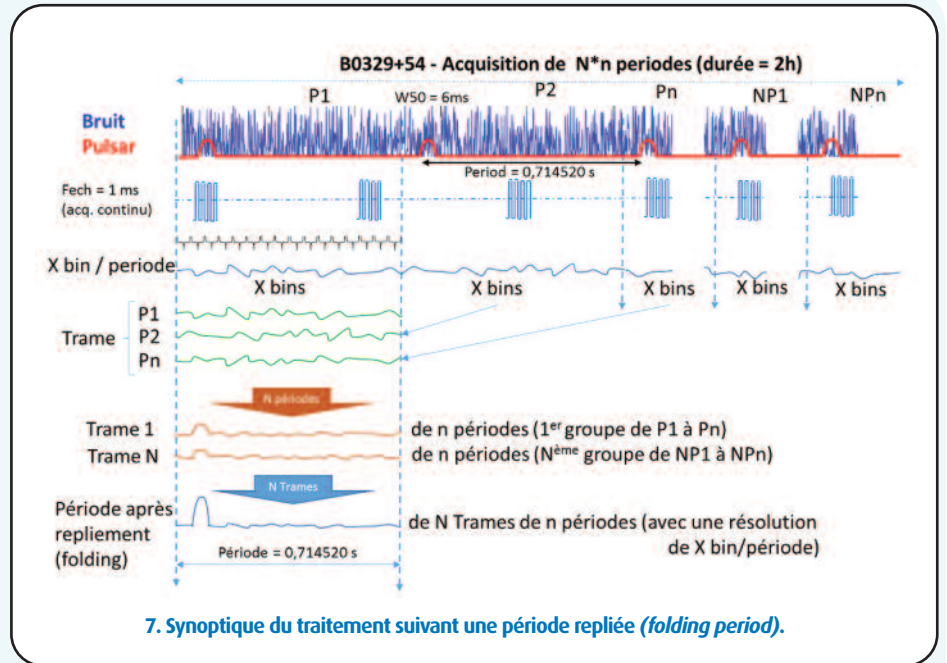 B0329+54 - Acquisition de N*n periodes (durée = 2h)
P1 W50 = 6ms P2 Pn NP1 NPn
Bruit
Pulsar
Period = 0,714520 s
Fech = 1 ms
(acq. continu)
X bin / periode
X bins X bins X bins X bins X bins
Trame P1
P2
Pn
N périodes
Trame 1 de n périodes (1er groupe de P1 à Pn)
Trame N de n périodes (Nème groupe de NP1 à NPn)
N Trames
Période après
repliement
(folding)
de N Trames de n périodes (avec une résolution
de X bin/période)
Période = 0,714520 s
7. Synoptique du traitement suivant une période repliée (folding period).